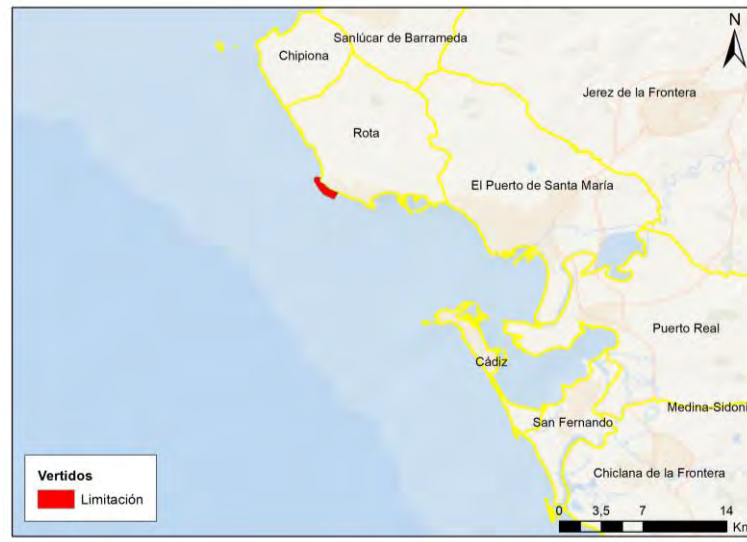 Sanlúcar de Barrameda
N
Chipiona
Jerez de la Frontera
Rota
El Puerto de Santa María
Puerto Real
Cádiz
Medina-Sidoni
San Fernando
Vertidos
Limitación
Chiclana de la Frontera
0 3,5 7 14
Km